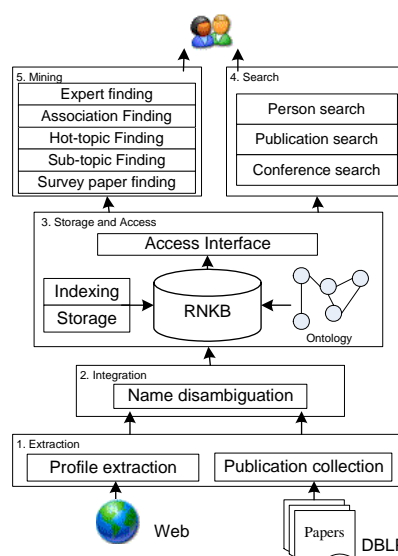 5. Mining
Expert finding
Association Finding
Hot-topic Finding
Sub-topic Finding
Survey paper finding
4. Search
Person search
Publication search
Conference search
3. Storage and Access
Access Interface
Indexing
Storage
RNKB
Ontology
2. Integration
Name disambiguation
1. Extraction
Profile extraction
Publication collection
Web
Papers